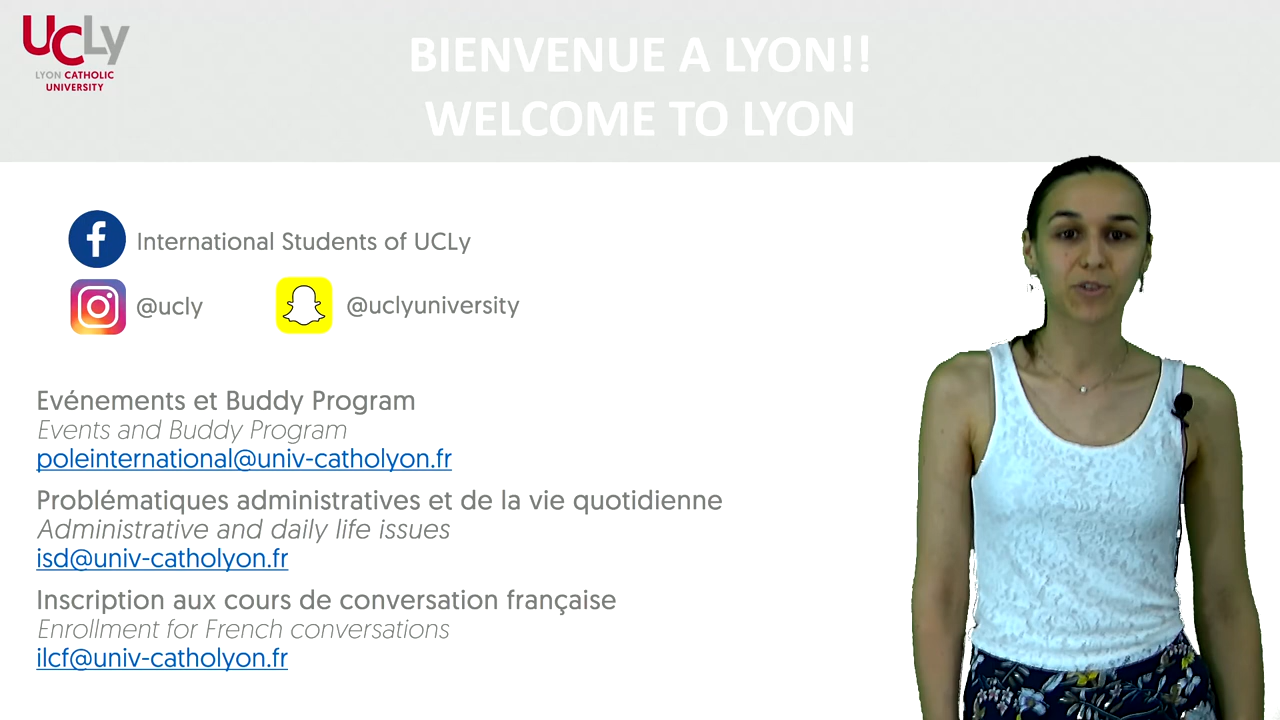 UCLy
LYON CATHOLIC
UNIVERSITY
BIENVENUE A LYON!!
WELCOME TO LYON
International Students of UCLy
@ucly
@uclyuniversity
Evénements et Buddy Program
Events and Buddy Program
poleinternational@univ-catholyon.fr
Problématiques administratives et de la vie quotidienne
Administrative and daily life issues
isd@univ-catholyon.fr
Inscription aux cours de conversation française
Enrollment for French conversations
ilcf@univ-catholyon.fr